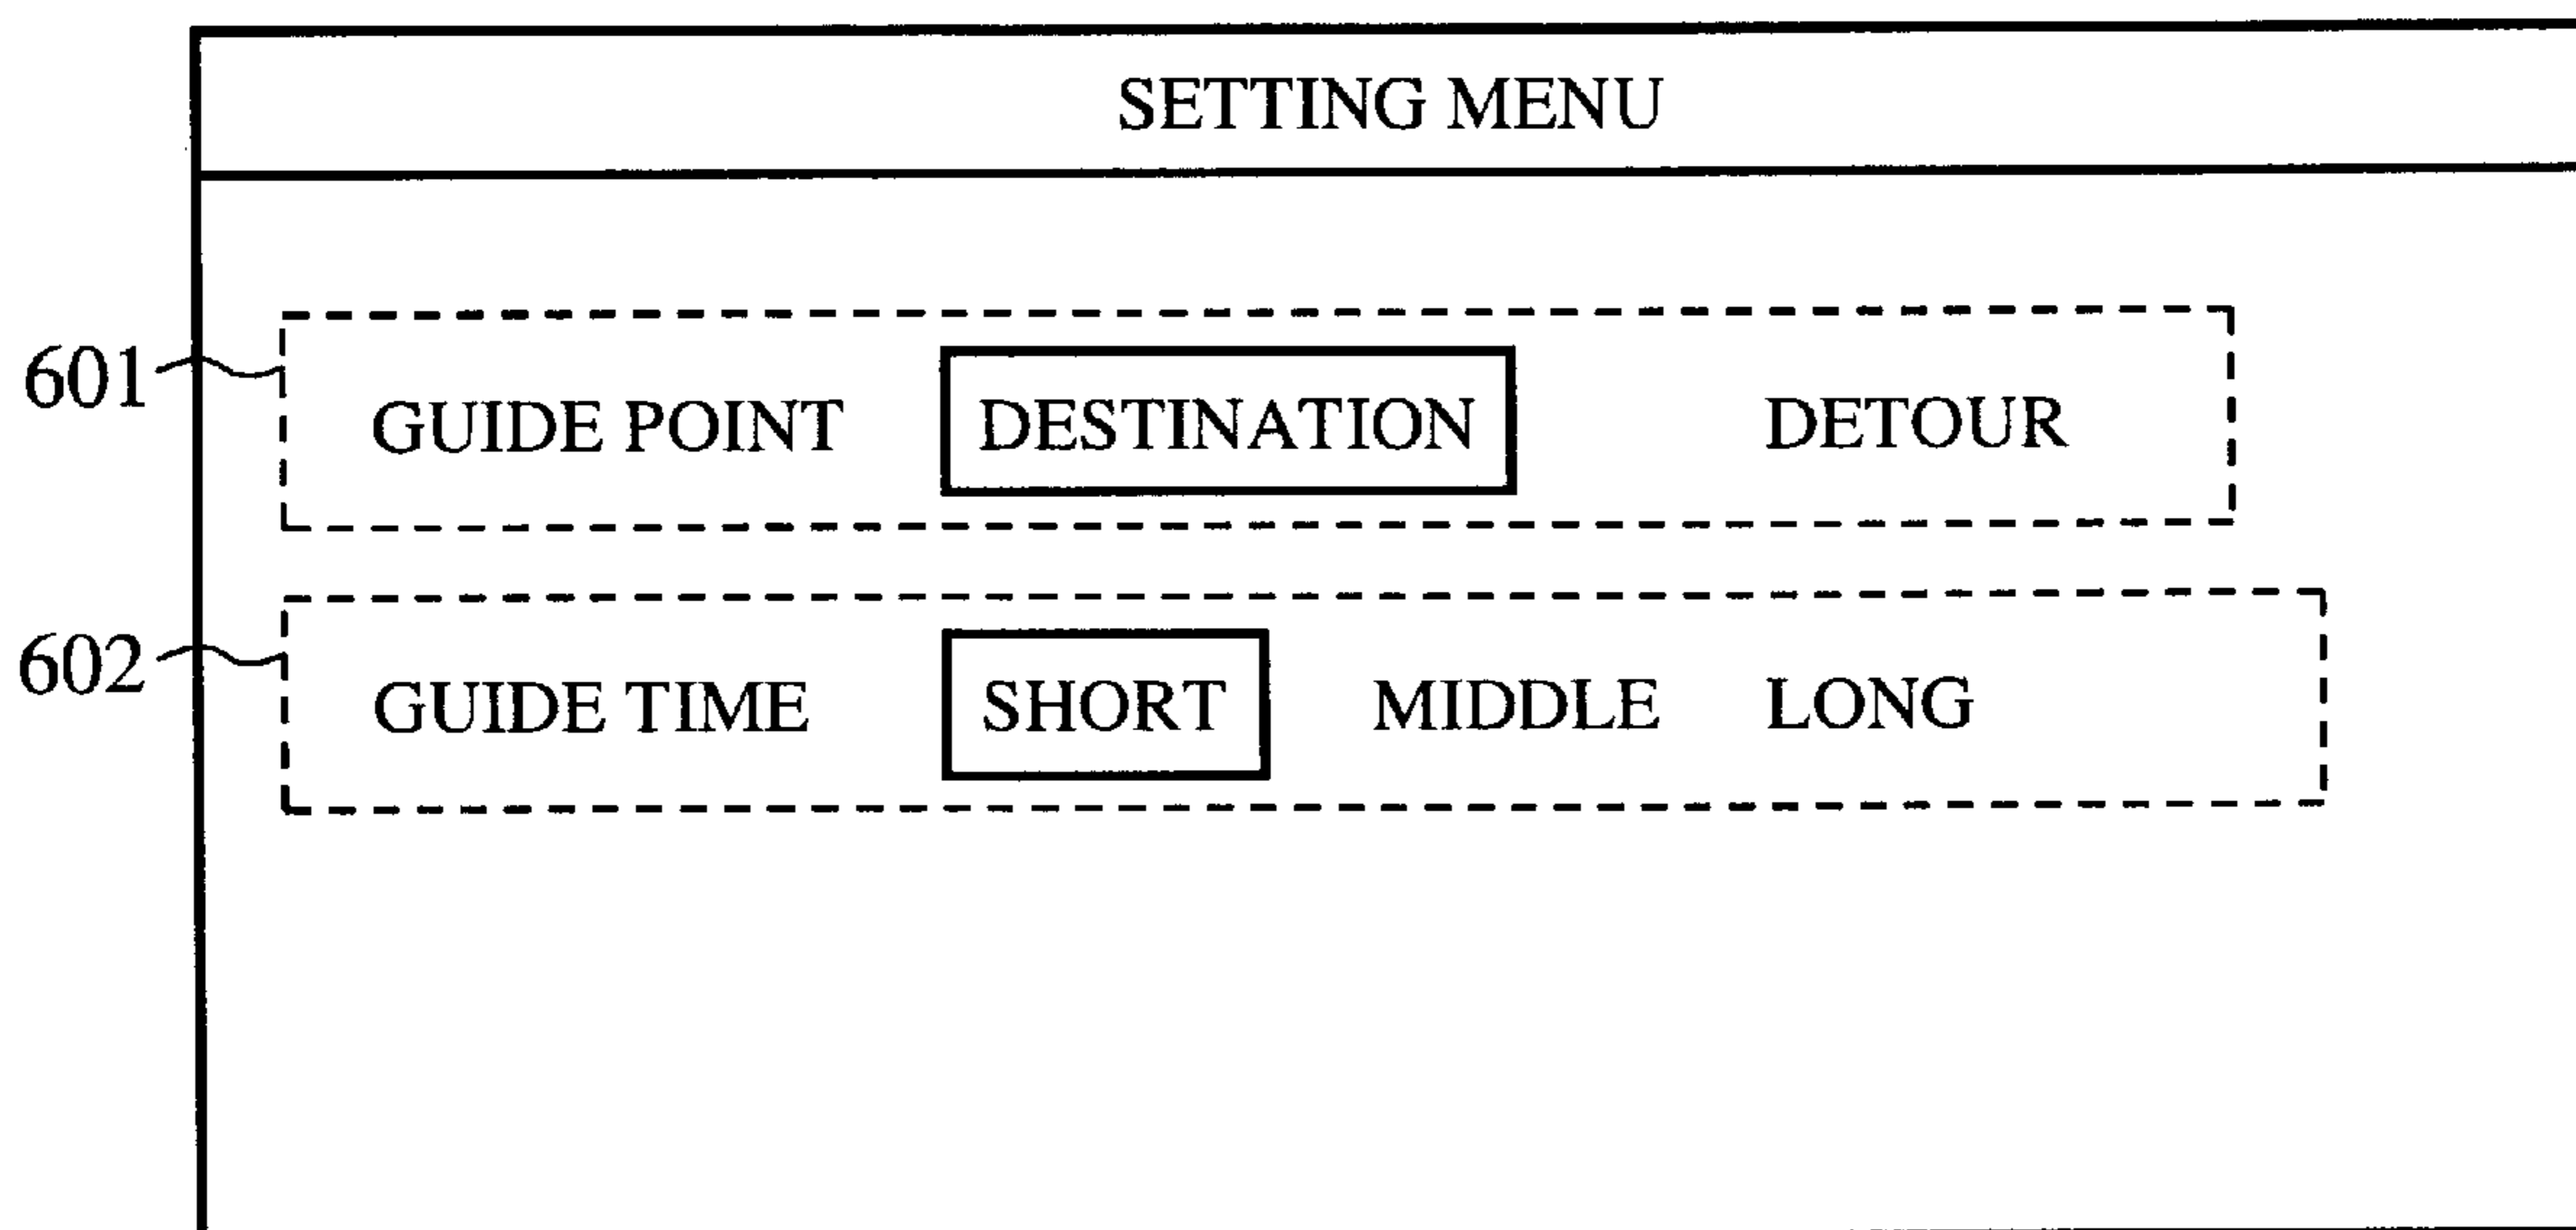 SETTING MENU
601 GUIDE POINT DESTINATION DETOUR
602 GUIDE TIME SHORT MIDDLE LONG